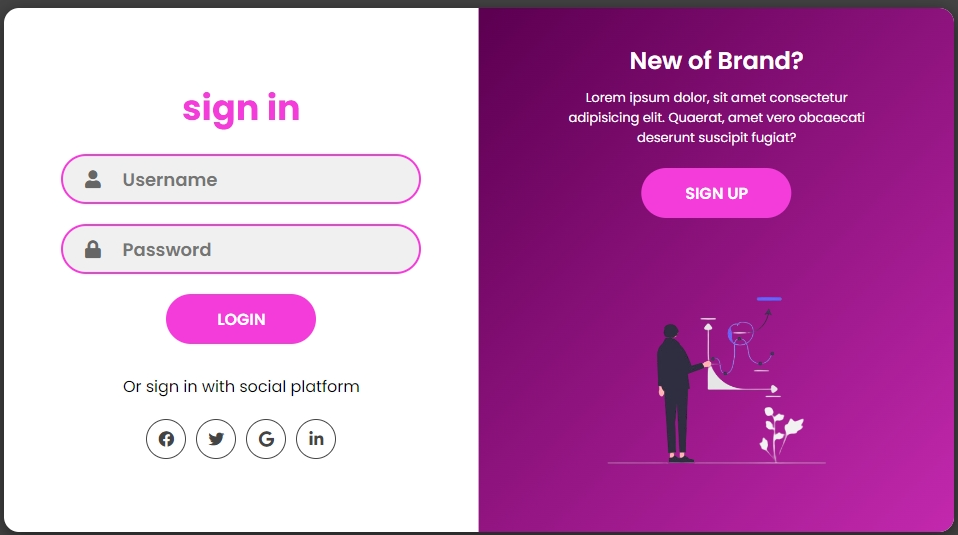 sign in
Username
Password
LOGIN
Or sign in with social platform
New of Brand?
Lorem ipsum dolor, sit amet consectetur
adipisicing elit. Quaerat, amet vero obcaecati
deserunt suscipit fugiat?
SIGN UP